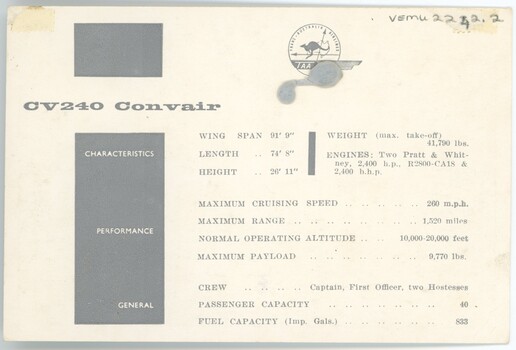 VEMU 2242.2
TRANS-AUSTRALIA AIRLINES
TAA
CV240 Convair
CHARACTERISTICS
WING SPAN 91' 9"
LENGTH .. 74' 8"
HEIGHT .. 26' 11"
WEIGHT (max. take-off)
41,790 lbs.
ENGINES: Two Pratt & Whit-
ney, 2,400 h.p., R2800-CA18 &
2,400 b.h.p.
PERFORMANCE
MAXIMUM CRUISING SPEED .. .. .. .. 260 m.p.h.
MAXIMUM RANGE .. .. .. .. .. .. 1,520 miles
NORMAL OPERATING ALTITUDE .. .. 10,000-20,000 feet
MAXIMUM PAYLOAD .. .. .. .. .. .. 9,770 lbs.
GENERAL
CREW .. .. .. Captain, First Officer, two Hostesses
PASSENGER CAPACITY .. .. .. .. .. 40 .
FUEL CAPACITY (Imp. Gals.) .. .. .. .. 833